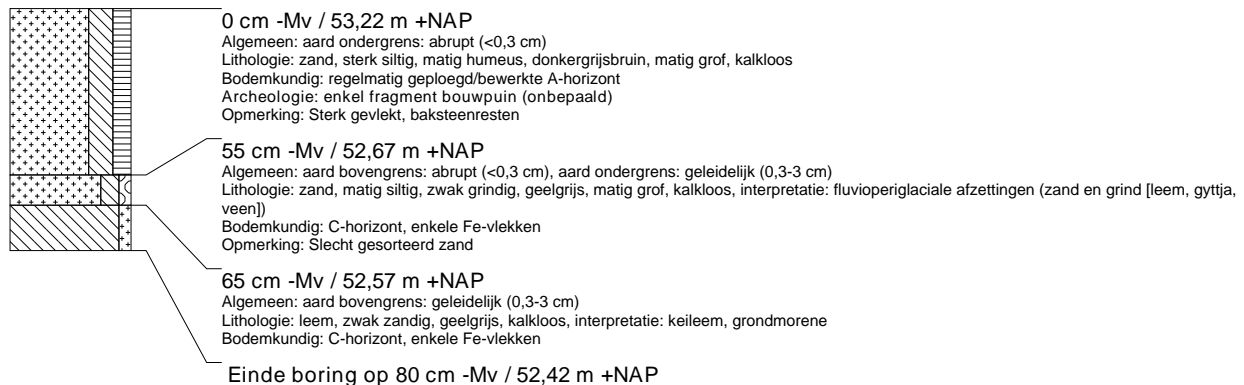 0 cm -Mv / 53,22 m +NAP
Algemeen: aard ondergrens: abrupt (<0,3 cm)
Lithologie: zand, sterk siltig, matig humeus, donkergrijsbruin, matig grof, kalkloos
Bodemkundig: regelmatig geploegd/bewerkte A-horizont
Archeologie: enkel fragment bouwpuin (onbepaald)
Opmerking: Sterk gevlekt, baksteenresten
55 cm -Mv / 52,67 m +NAP
Algemeen: aard bovengrens: abrupt (<0,3 cm), aard ondergrens: geleidelijk (0,3-3 cm)
Lithologie: zand, matig siltig, zwak grindig, geelgrijs, matig grof, kalkloos, interpretatie: fluvioperiglaciale afzettingen (zand en grind [leem, gyttja,
veen])
Bodemkundig: C-horizont, enkele Fe-vlekken
Opmerking: Slecht gesorteerd zand
65 cm -Mv / 52,57 m +NAP
Algemeen: aard bovengrens: geleidelijk (0,3-3 cm)
Lithologie: leem, zwak zandig, geelgrijs, kalkloos, interpretatie: keileem, grondmorene
Bodemkundig: C-horizont, enkele Fe-vlekken
Einde boring op 80 cm -Mv / 52,42 m +NAP